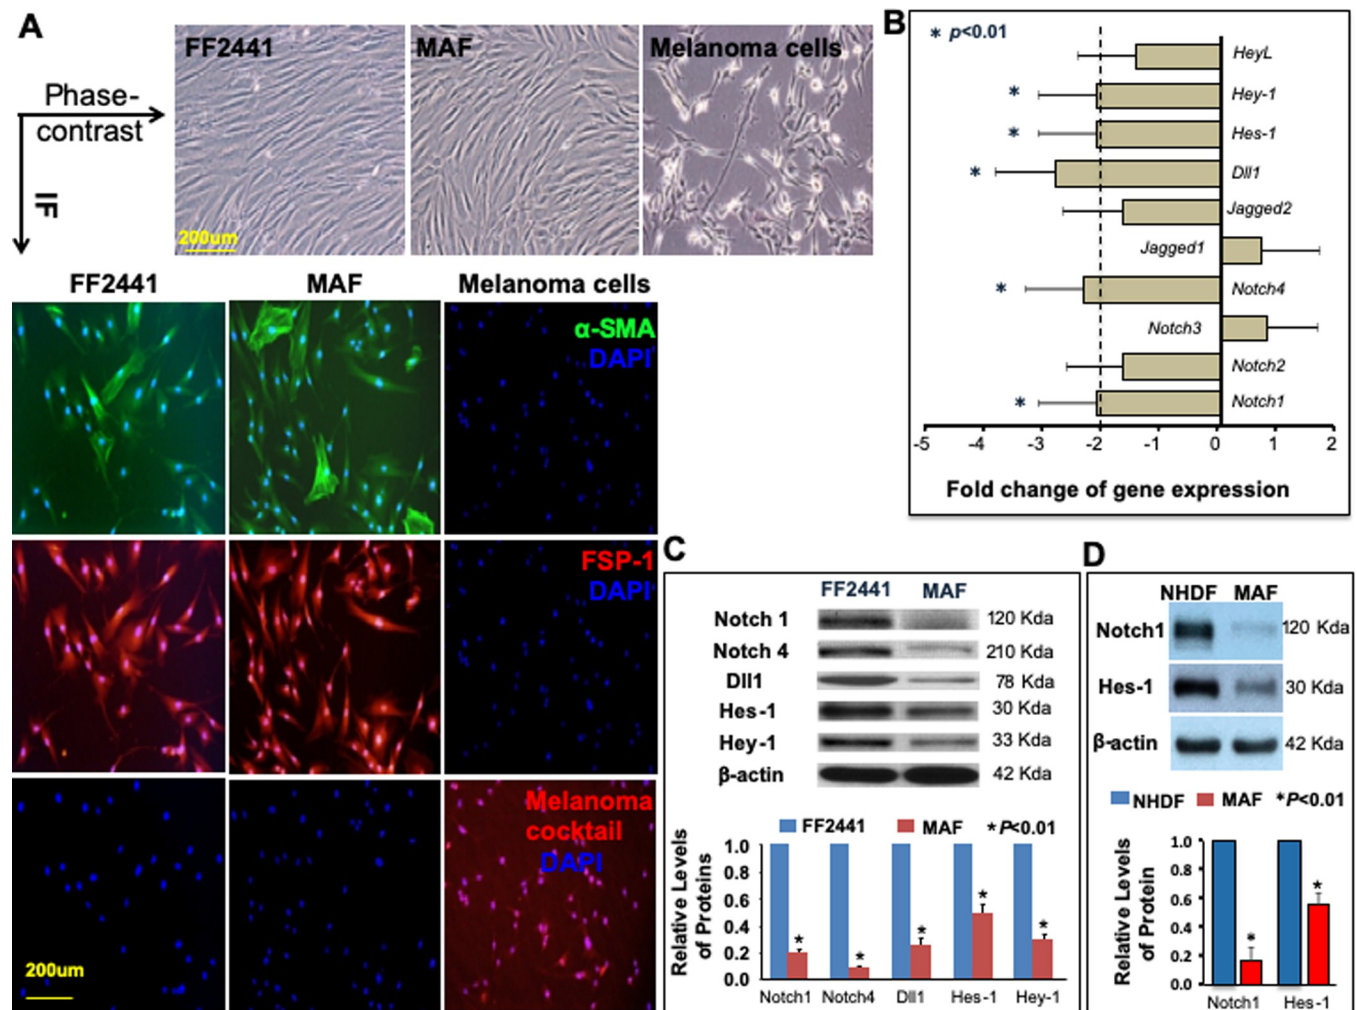 A
FF2441
MAF
Melanoma cells
Phase-
contrast
IF
200um
FF2441
MAF
Melanoma cells
α-SMA
DAPI
FSP-1
DAPI
Melanoma
cocktail
DAPI
200um
B
* p<0.01
HeyL
* Hey-1
* Hes-1
* Dll1
Jagged2
Jagged1
* Notch4
Notch3
Notch2
* Notch1
-5 -4 -3 -2 -1 0 1 2
Fold change of gene expression
C
FF2441 MAF
Notch 1 120 Kda
Notch 4 210 Kda
Dll1 78 Kda
Hes-1 30 Kda
Hey-1 33 Kda
β-actin 42 Kda
FF2441 MAF *P<0.01
Relative Levels
of Proteins
1.0
0.8
0.6
0.4
0.2
0.0
* * * * *
Notch1 Notch4 Dll1 Hes-1 Hey-1
D
NHDF MAF
Notch1 120 Kda
Hes-1 30 Kda
β-actin 42 Kda
NHDF MAF *P<0.01
Relative Levels
of Protein
1.0
0.8
0.6
0.4
0.2
0.0
* *
Notch1 Hes-1